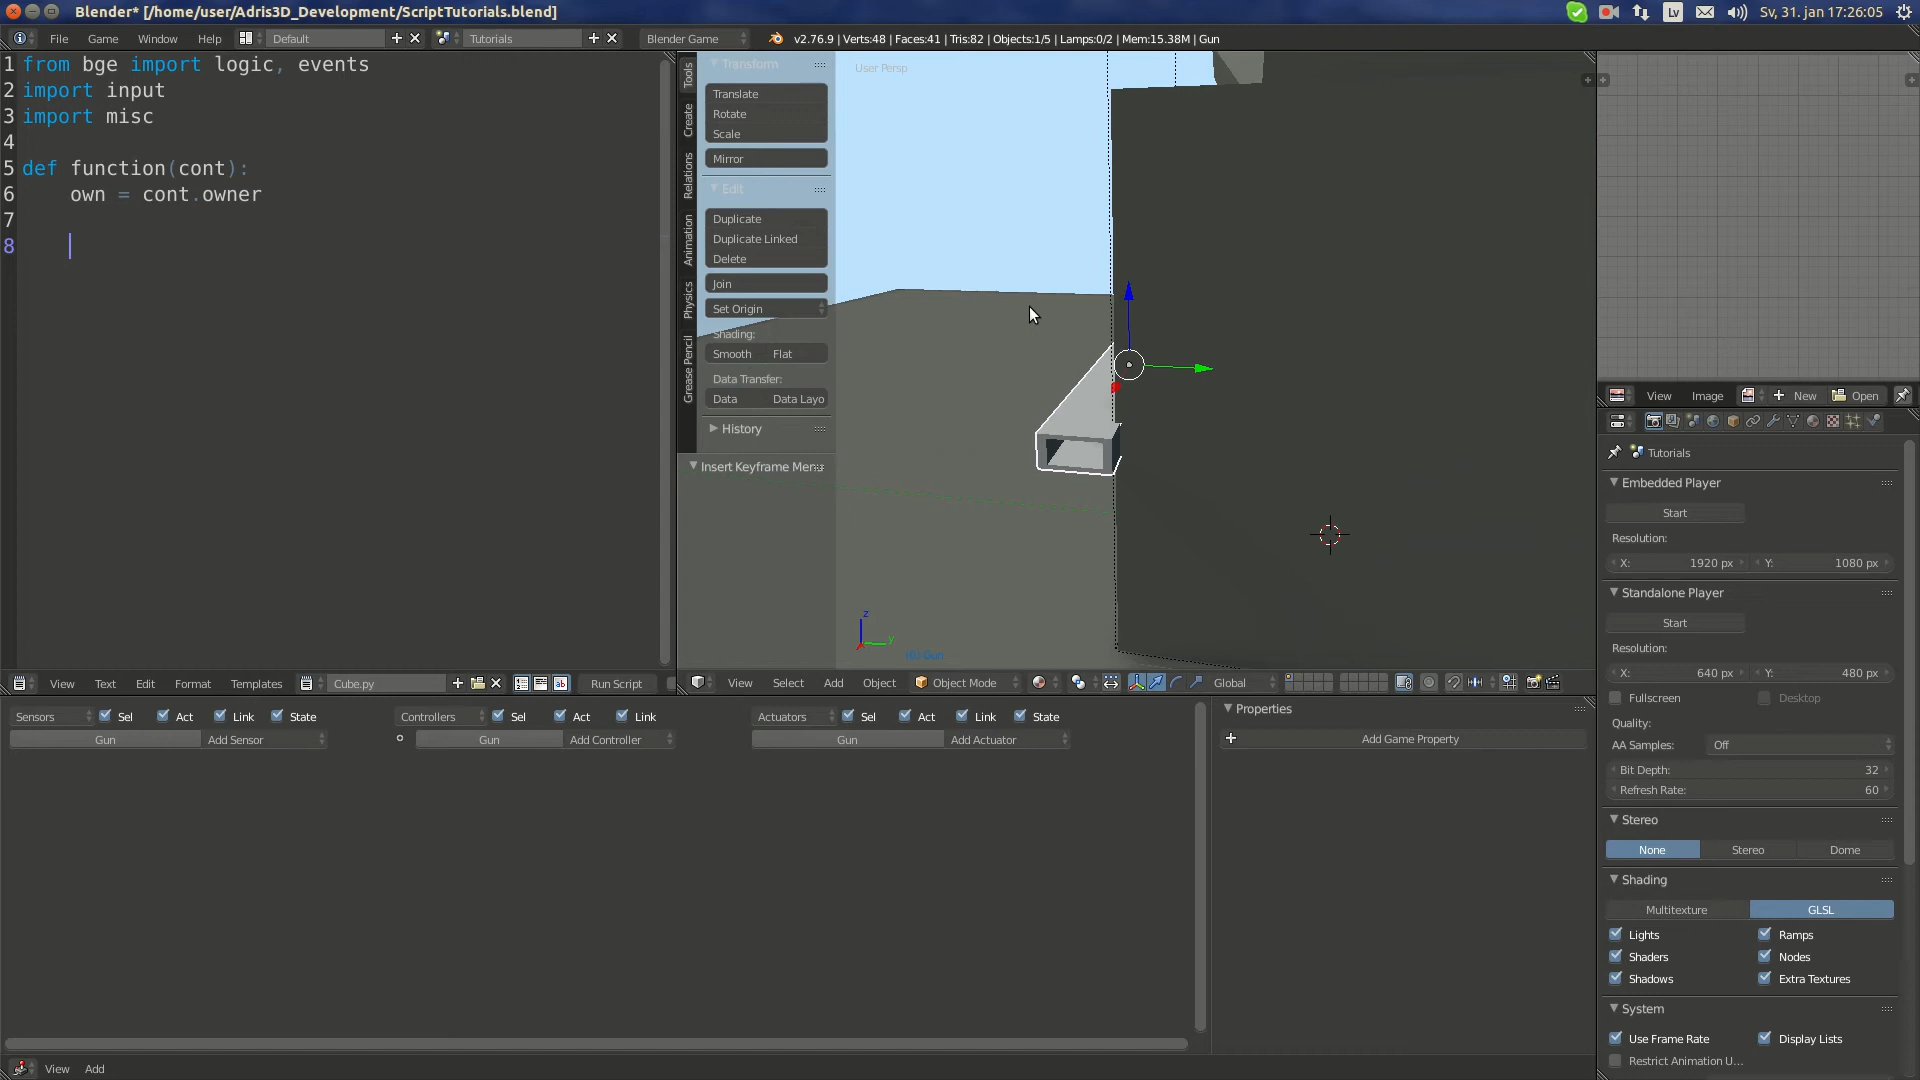 Blender* [/home/user/Adris3D_Development/ScriptTutorials.blend]
Lv
Sv, 31. jan 17:26:05
File Game Window Help
Default
Tutorials
Blender Game
v2.76.9 | Verts:48 | Faces:41 | Tris:82 | Objects:1/5 | Lamps:0/2 | Mem:15.38M | Gun
1 from bge import logic, events
2 import input
3 import misc
4
5 def function(cont):
6 own = cont.owner
7
8
View Text Edit Format Templates
Cube.py
Run Script
Tools
Create
Relations
Animation
Physics
Grease Pencil
Transform
Translate
Rotate
Scale
Mirror
Edit
Duplicate
Duplicate Linked
Delete
Join
Set Origin
Shading:
Smooth Flat
Data Transfer:
Data Data Layo
History
Insert Keyframe Menu
User Persp
z
y
(0) Gun
View Select Add Object
Object Mode
Global
View Image
New
Open
Tutorials
Embedded Player
Start
Resolution:
X: 1920 px Y: 1080 px
Standalone Player
Start
Resolution:
X: 640 px Y: 480 px
Fullscreen Desktop
Quality:
AA Samples: Off
Bit Depth: 32
Refresh Rate: 60
Stereo
None Stereo Dome
Shading
Multitexture GLSL
Lights Ramps
Shaders Nodes
Shadows Extra Textures
System
Use Frame Rate Display Lists
Restrict Animation U...
Sensors Sel Act Link State
Gun Add Sensor
Controllers Sel Act Link
Gun Add Controller
Actuators Sel Act Link State
Gun Add Actuator
Properties
Add Game Property
View Add